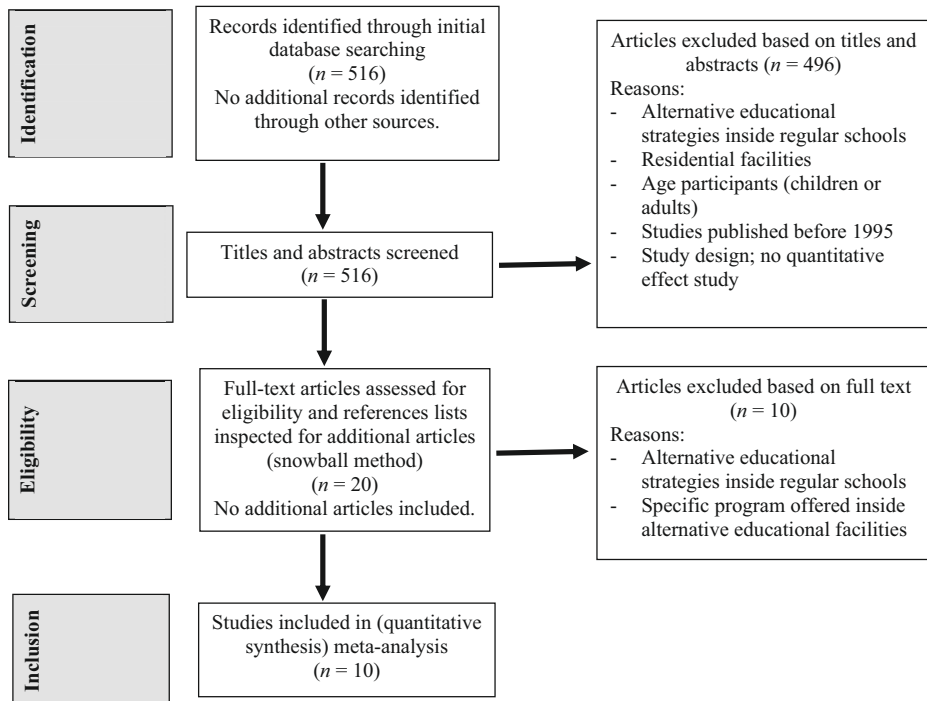 Identification
Records identified through initial
database searching
(n = 516)
No additional records identified
through other sources.
Articles excluded based on titles and
abstracts (n = 496)
Reasons:
- Alternative educational
strategies inside regular schools
- Residential facilities
- Age participants (children or
adults)
- Studies published before 1995
- Study design; no quantitative
effect study
Screening
Titles and abstracts screened
(n = 516)
Eligibility
Full-text articles assessed for
eligibility and references lists
inspected for additional articles
(snowball method)
(n = 20)
No additional articles included.
Articles excluded based on full text
(n = 10)
Reasons:
- Alternative educational
strategies inside regular schools
- Specific program offered inside
alternative educational facilities
Inclusion
Studies included in (quantitative
synthesis) meta-analysis
(n = 10)